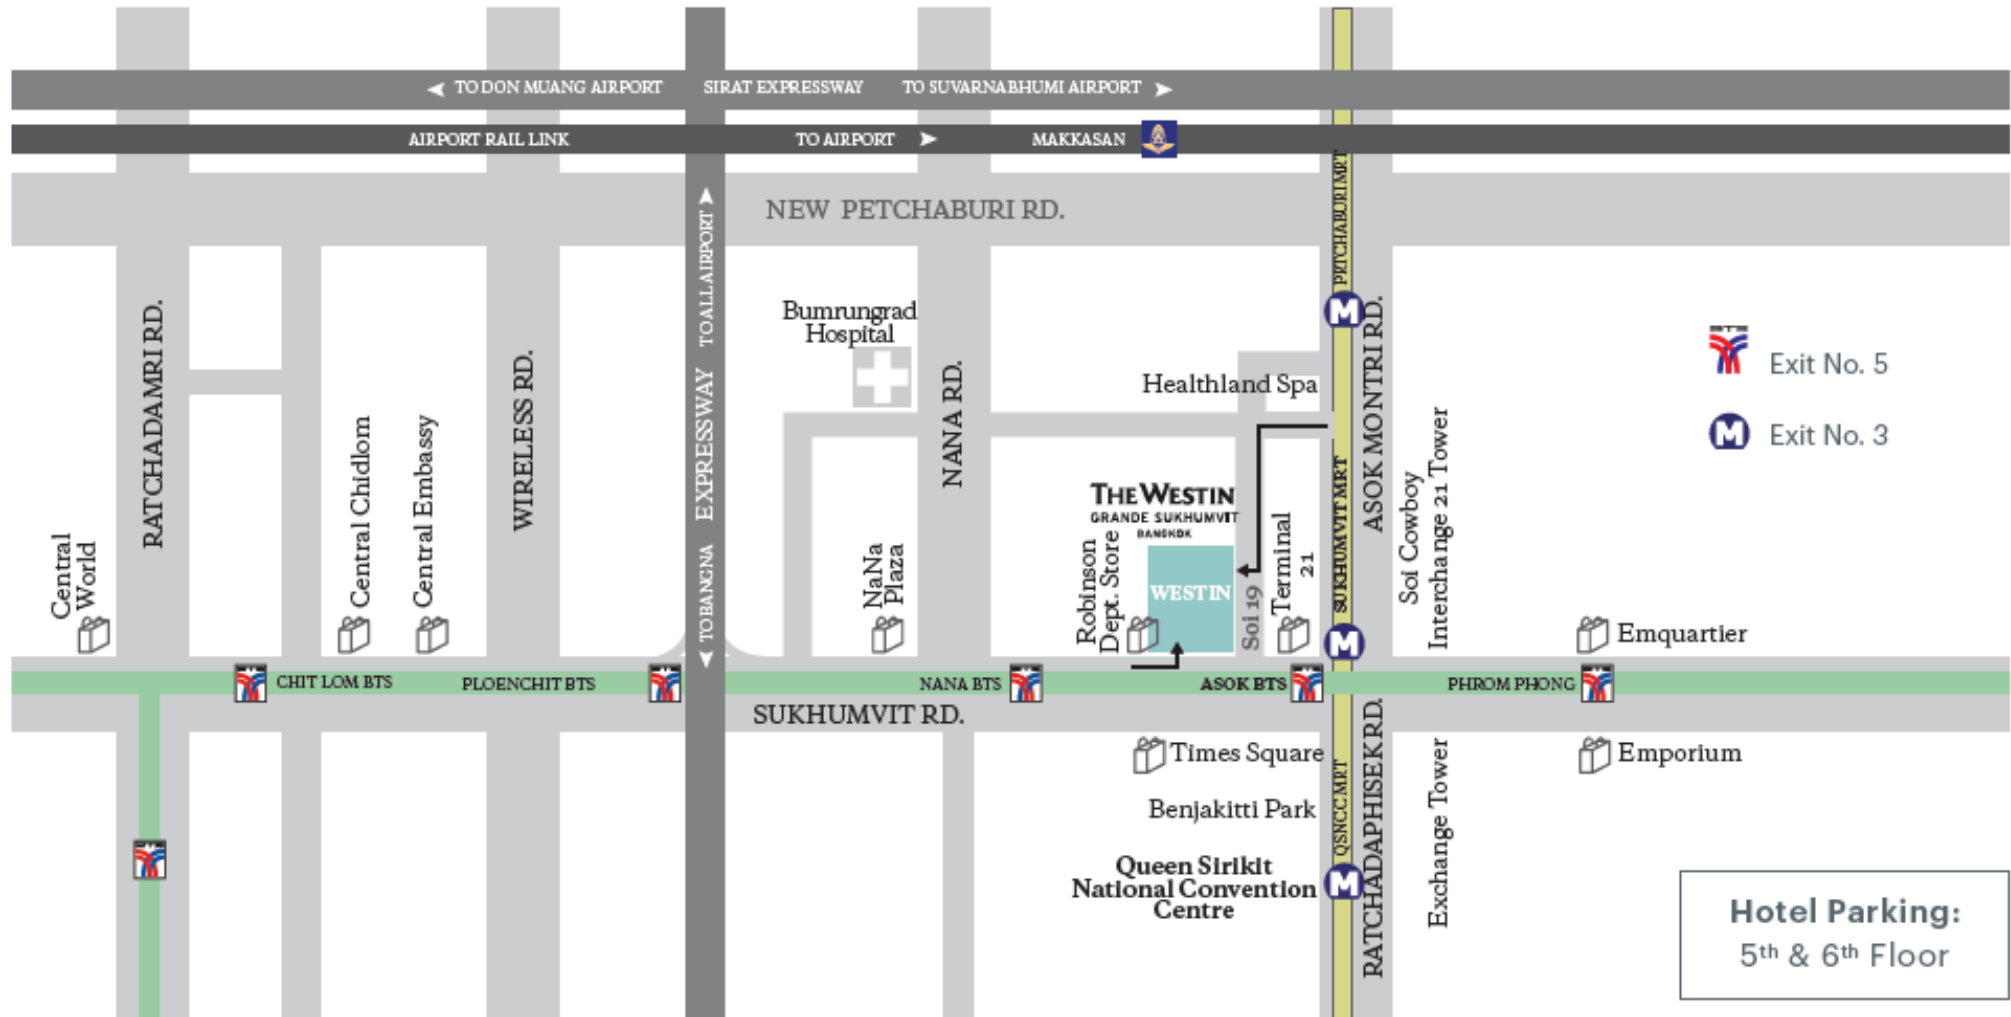 TO DON MUANG AIRPORT
SIRAT EXPRESSWAY
TO SUVARNABHUMI AIRPORT
AIRPORT RAIL LINK
TO AIRPORT
MAKKASAN
NEW PETCHABURI RD.
RATCHADAMRI RD.
WIRELESS RD.
TO BANGNA
EXPRESSWAY
TO ALL AIRPORT
NANA RD.
ASOK MONTRI RD.
PRTCHABURI MRT
SUKHUMVIT MRT
Bumrungrad
Hospital
Healthland Spa
BTS
Exit No. 5
M
Exit No. 3
M
Central
World
Central Chidlom
Central Embassy
NaNa
Plaza
THE WESTIN
GRANDE SUKHUMVIT
BANGKOK
Robinson
Dept. Store
WESTIN
Soi 19
Terminal
21
Soi Cowboy
Interchange 21 Tower
M
Emquartier
CHIT LOM BTS
PLOENCHIT BTS
NANA BTS
ASOK BTS
PHROM PHONG
SUKHUMVIT RD.
Times Square
Emporium
Benjakitti Park
QSNCC MRT
RATCHADAPHISEK RD.
Exchange Tower
Queen Sirikit
National Convention
Centre
M
Hotel Parking:
5th & 6th Floor